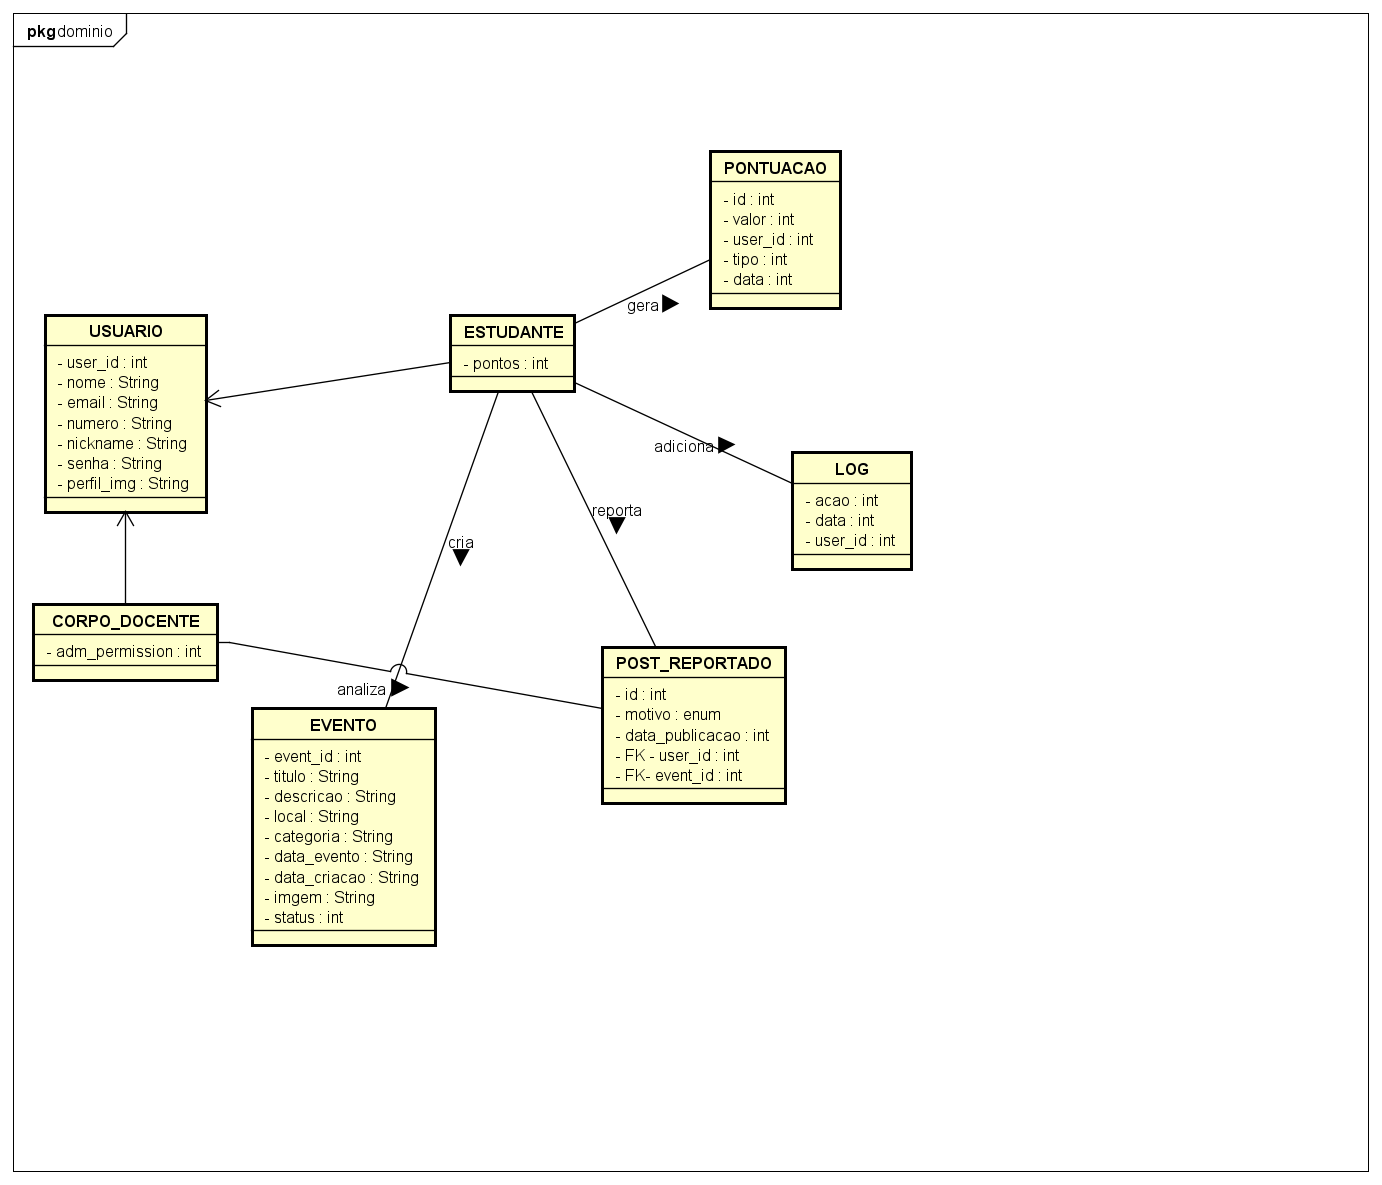 pkg dominio
PONTUACAO
- id : int
- valor : int
- user_id : int
- tipo : int
- data : int
gera
USUARIO
- user_id : int
- nome : String
- email : String
- numero : String
- nickname : String
- senha : String
- perfil_img : String
ESTUDANTE
- pontos : int
adiciona
LOG
- acao : int
- data : int
- user_id : int
reporta
cria
CORPO_DOCENTE
- adm_permission : int
analiza
POST_REPORTADO
- id : int
- motivo : enum
- data_publicacao : int
- FK - user_id : int
- FK- event_id : int
EVENTO
- event_id : int
- titulo : String
- descricao : String
- local : String
- categoria : String
- data_evento : String
- data_criacao : String
- imgem : String
- status : int